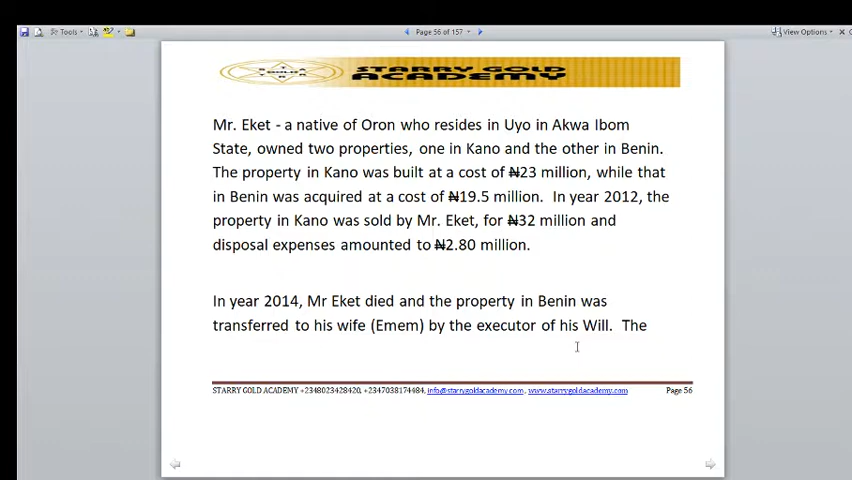 Tools
Page 56 of 157
View Options
STARRY GOLD
ACADEMY
Mr. Eket - a native of Oron who resides in Uyo in Akwa Ibom
State, owned two properties, one in Kano and the other in Benin.
The property in Kano was built at a cost of ₦23 million, while that
in Benin was acquired at a cost of ₦19.5 million. In year 2012, the
property in Kano was sold by Mr. Eket, for ₦32 million and
disposal expenses amounted to ₦2.80 million.
In year 2014, Mr Eket died and the property in Benin was
transferred to his wife (Emem) by the executor of his Will. The
STARRY GOLD ACADEMY +2348023428420, +2347038174484, info@starrygoldacademy.com, www.starrygoldacademy.com Page 56